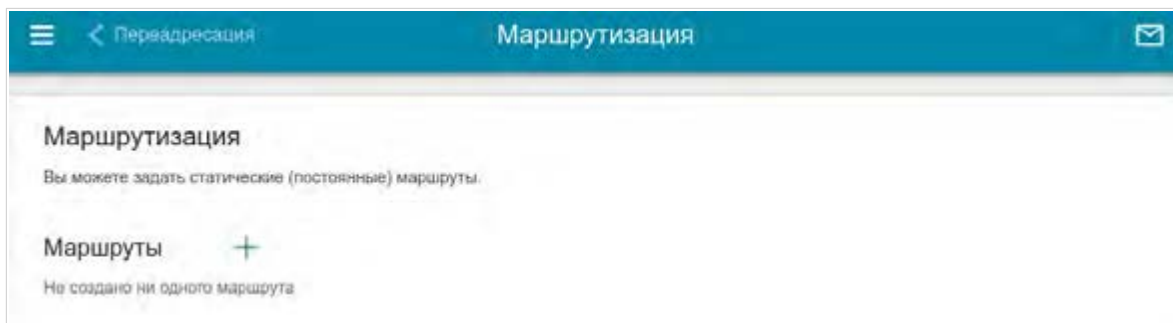 Переадресация
Маршрутизация
Маршрутизация
Вы можете задать статические (постоянные) маршруты.
Маршруты
Не создано ни одного маршрута